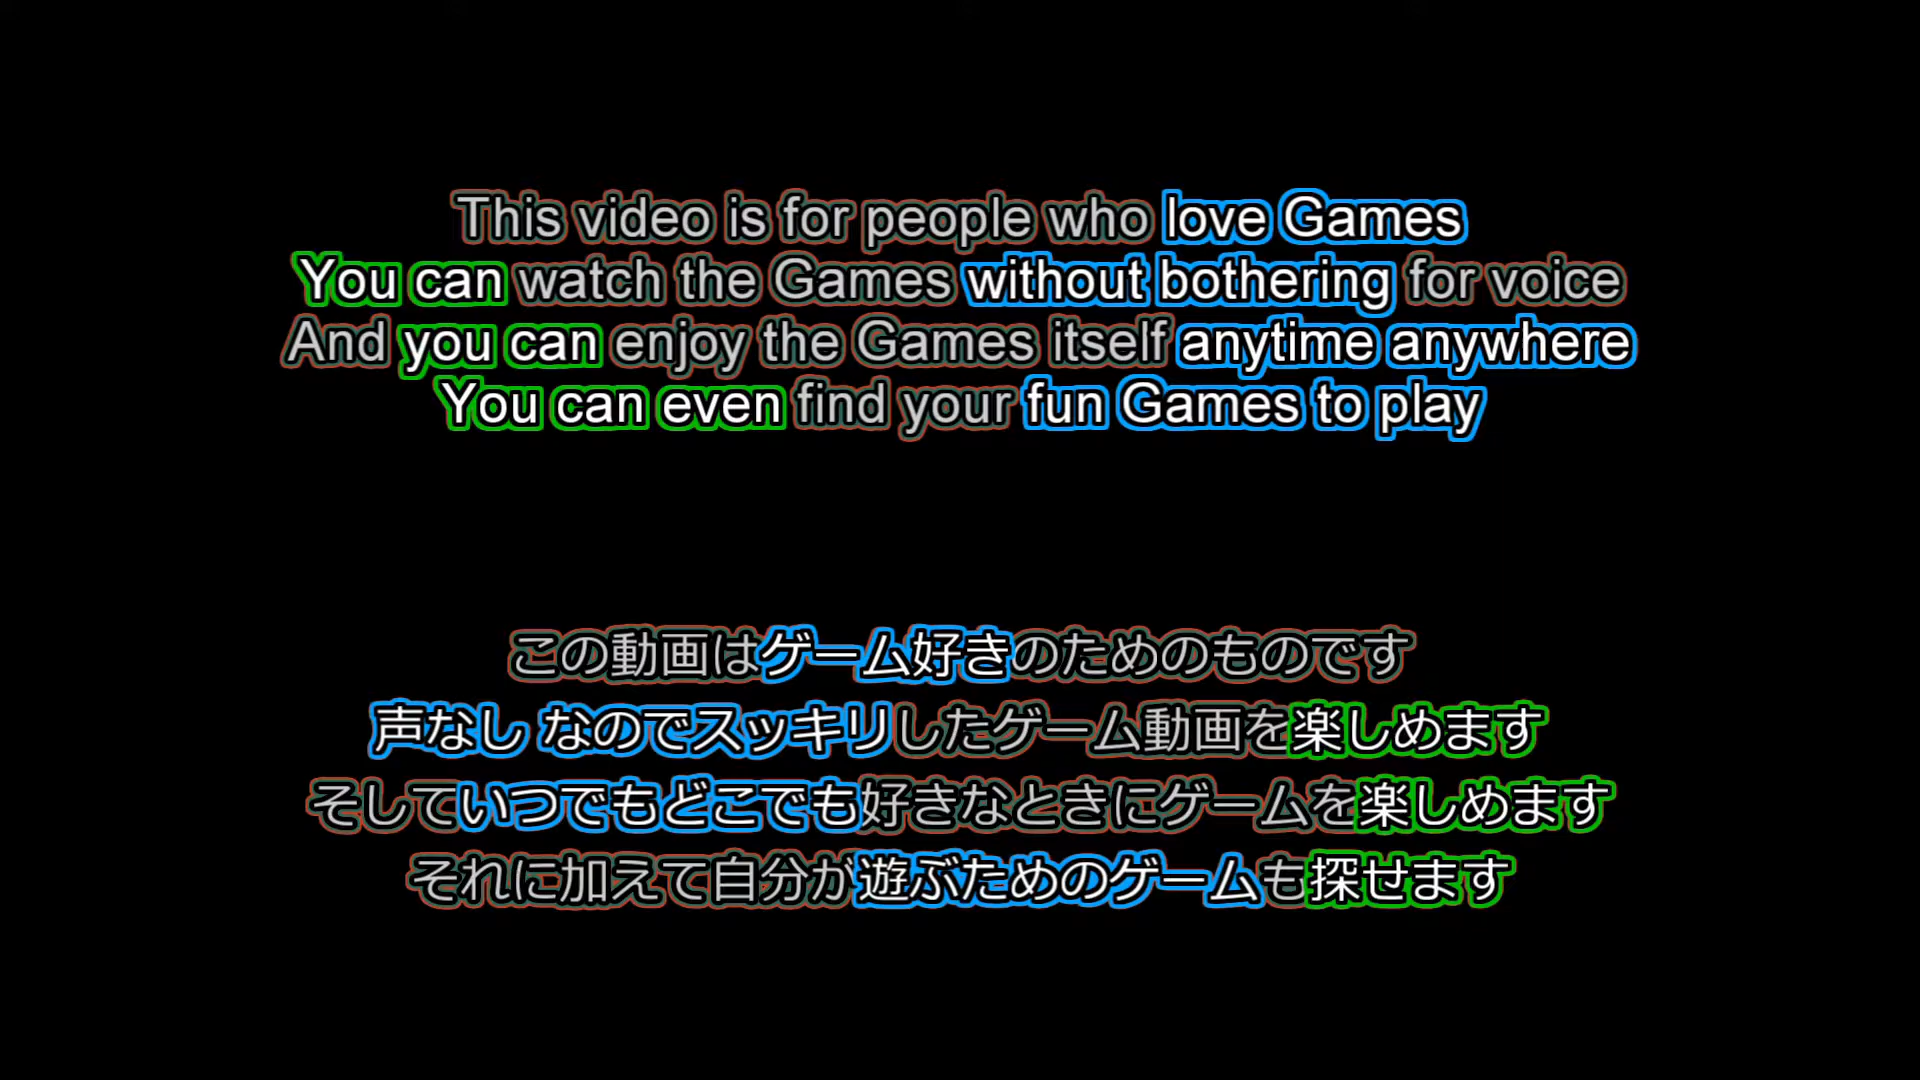 This video is for people who love Games
You can watch the Games without bothering for voice
And you can enjoy the Games itself anytime anywhere
You can even find your fun Games to play
この動画はゲーム好きのためのものです
声なし なのでスッキリしたゲーム動画を楽しめます
そしていつでもどこでも好きなときにゲームを楽しめます
それに加えて自分が遊ぶためのゲームも探せます